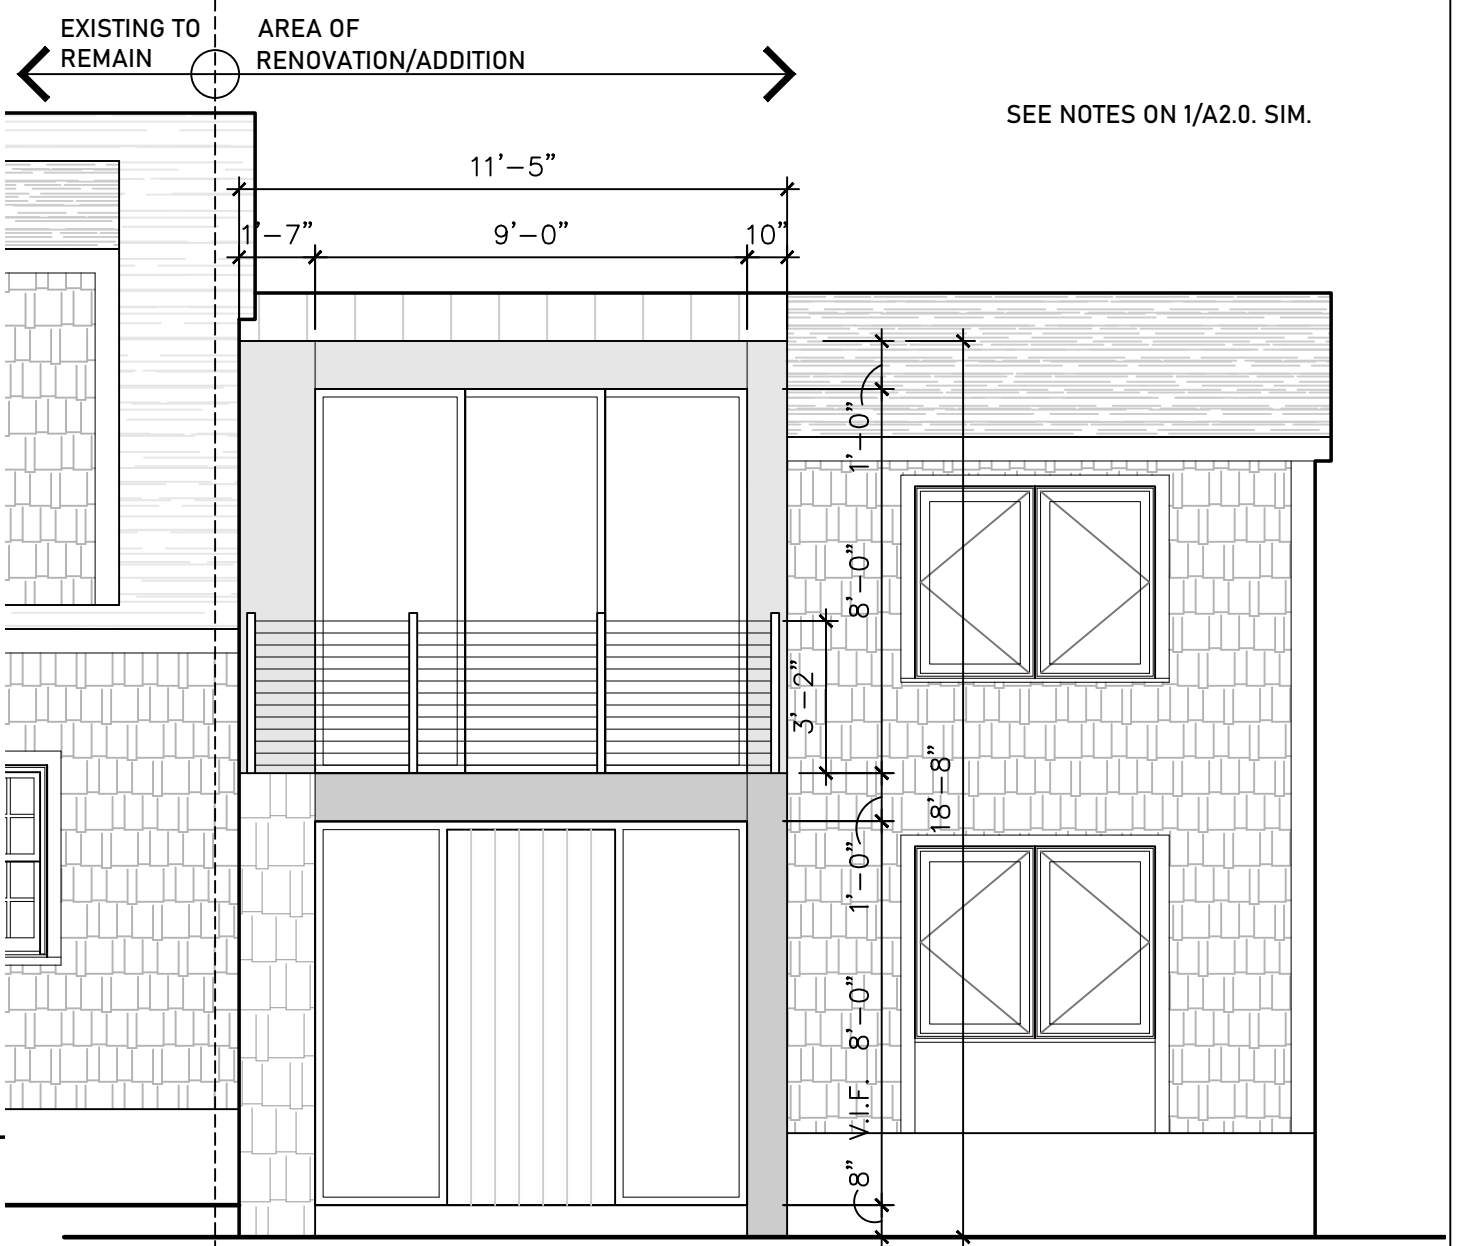 EXISTING TO
REMAIN
AREA OF
RENOVATION/ADDITION
SEE NOTES ON 1/A2.0. SIM.
11'-5"
1'-7"
9'-0"
10"
1'-0"
8'-0"
3'-2"
18'-8"
1'-0"
V.I.F. 8'-0"
8"